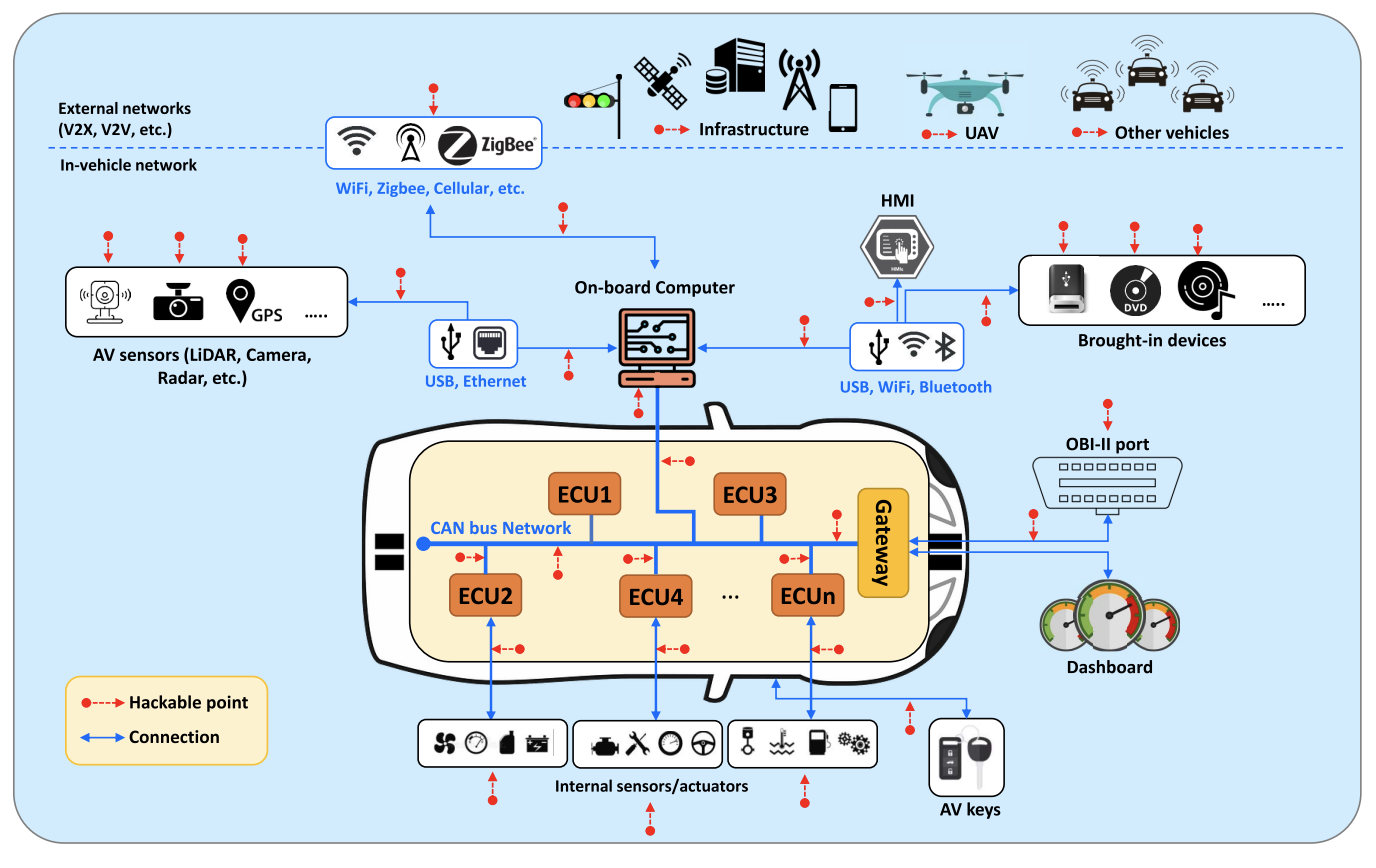 External networks
(V2X, V2V, etc.)
In-vehicle network
ZigBee
WiFi, Zigbee, Cellular, etc.
Infrastructure
UAV
Other vehicles
HMI
HMIs
GPS
.....
AV sensors (LiDAR, Camera,
Radar, etc.)
USB, Ethernet
On-board Computer
USB, WiFi, Bluetooth
DVD
.....
Brought-in devices
OBI-II port
ECU1
ECU3
Gateway
CAN bus Network
ECU2
ECU4
...
ECUn
Dashboard
Hackable point
Connection
Internal sensors/actuators
AV keys